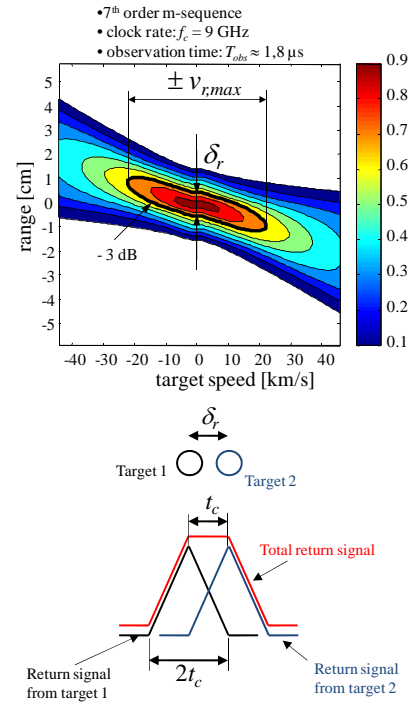 •7th order m-sequence
• clock rate: fc = 9 GHz
• observation time: Tobs ≈ 1,8 µs
± vr,max
δr
- 3 dB
range [cm]
5
4
3
2
1
0
-1
-2
-3
-4
-5
-40 -30 -20 -10 0 10 20 30 40
target speed [km/s]
0.9
0.8
0.7
0.6
0.5
0.4
0.3
0.2
0.1
δr
Target 1
Target 2
tc
Total return signal
2tc
Return signal
from target 1
Return signal
from target 2